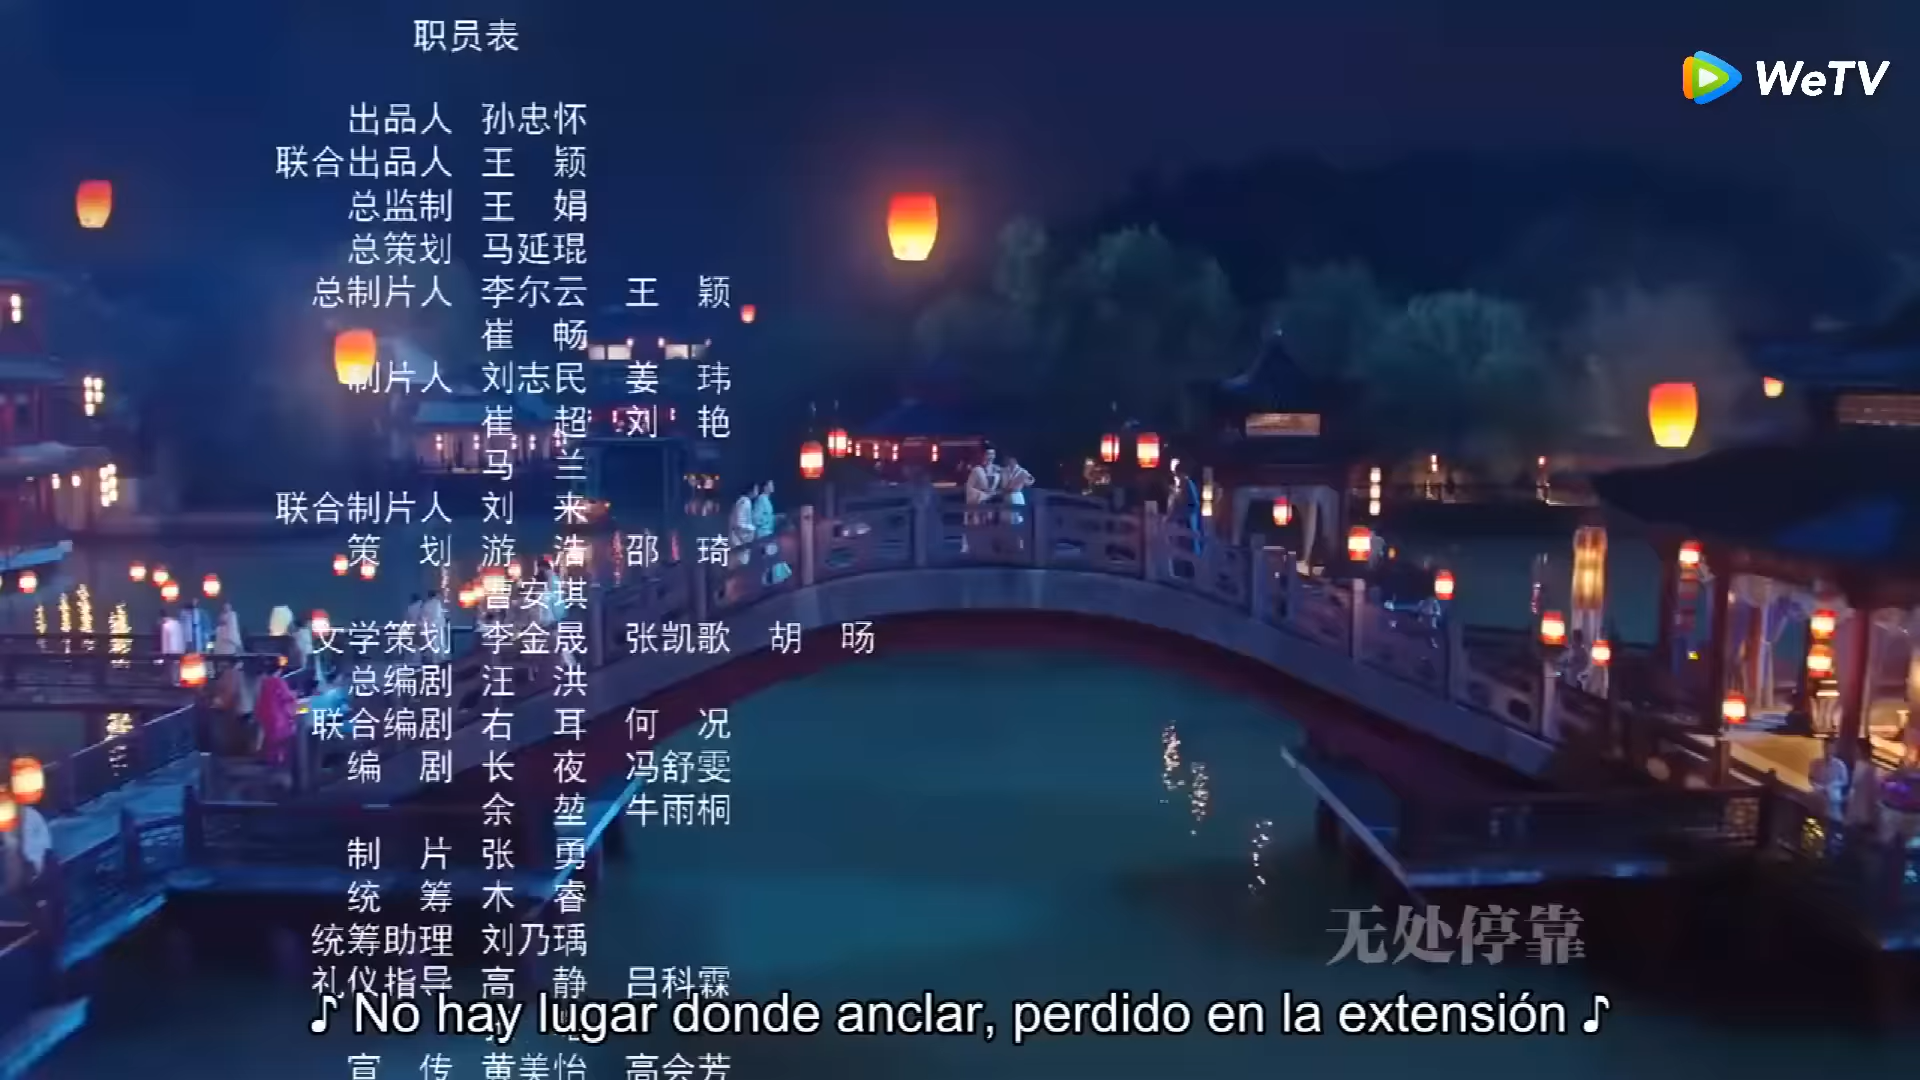 职员表
WeTV
出品人 孙忠怀
联合出品人 王 颖
总监制 王 娟
总策划 马延琨
总制片人 李尔云 王 颖
崔 畅
制片人 刘志民 姜 玮
崔 超 刘 艳
马 兰
联合制片人 刘 来
策 划 游 浩 邵 琦
曹安琪
文学策划 李金晟 张凯歌 胡 旸
总编剧 汪 洪
联合编剧 右 耳 何 况
编 剧 长 夜 冯舒雯
余 堃 牛雨桐
制 片 张 勇
统 筹 木 睿
统筹助理 刘乃瑀
无处停靠
礼仪指导 高 静 吕科霖
♪ No hay lugar donde anclar, perdido en la extensión ♪
宣 传 黄美怡 高会芳